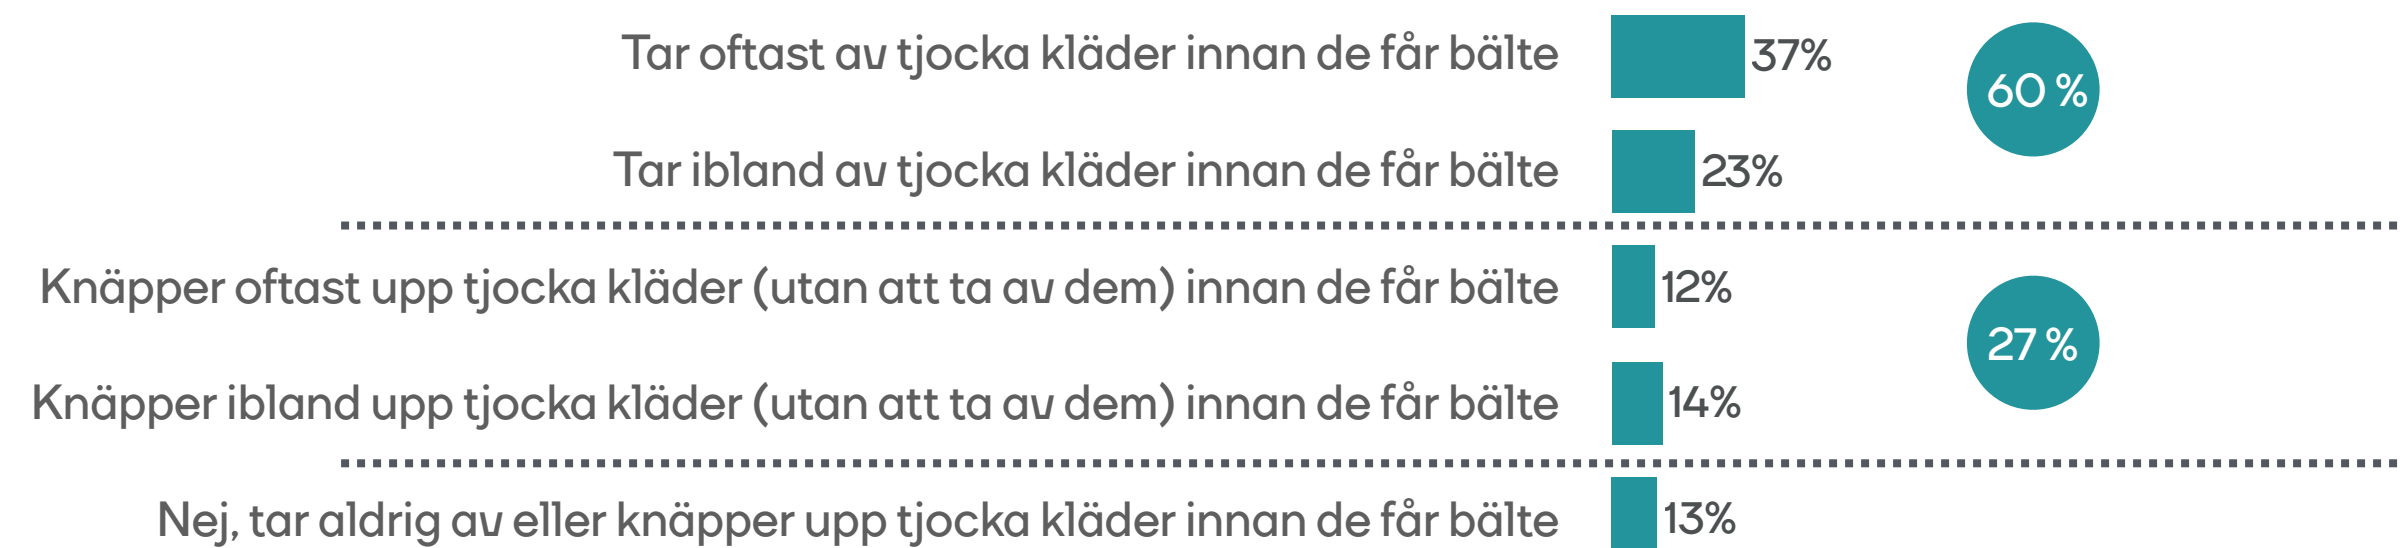 Tar oftast av tjocka kläder innan de får bälte 37%
60 %
Tar ibland av tjocka kläder innan de får bälte 23%
Knäpper oftast upp tjocka kläder (utan att ta av dem) innan de får bälte 12%
27 %
Knäpper ibland upp tjocka kläder (utan att ta av dem) innan de får bälte 14%
Nej, tar aldrig av eller knäpper upp tjocka kläder innan de får bälte 13%